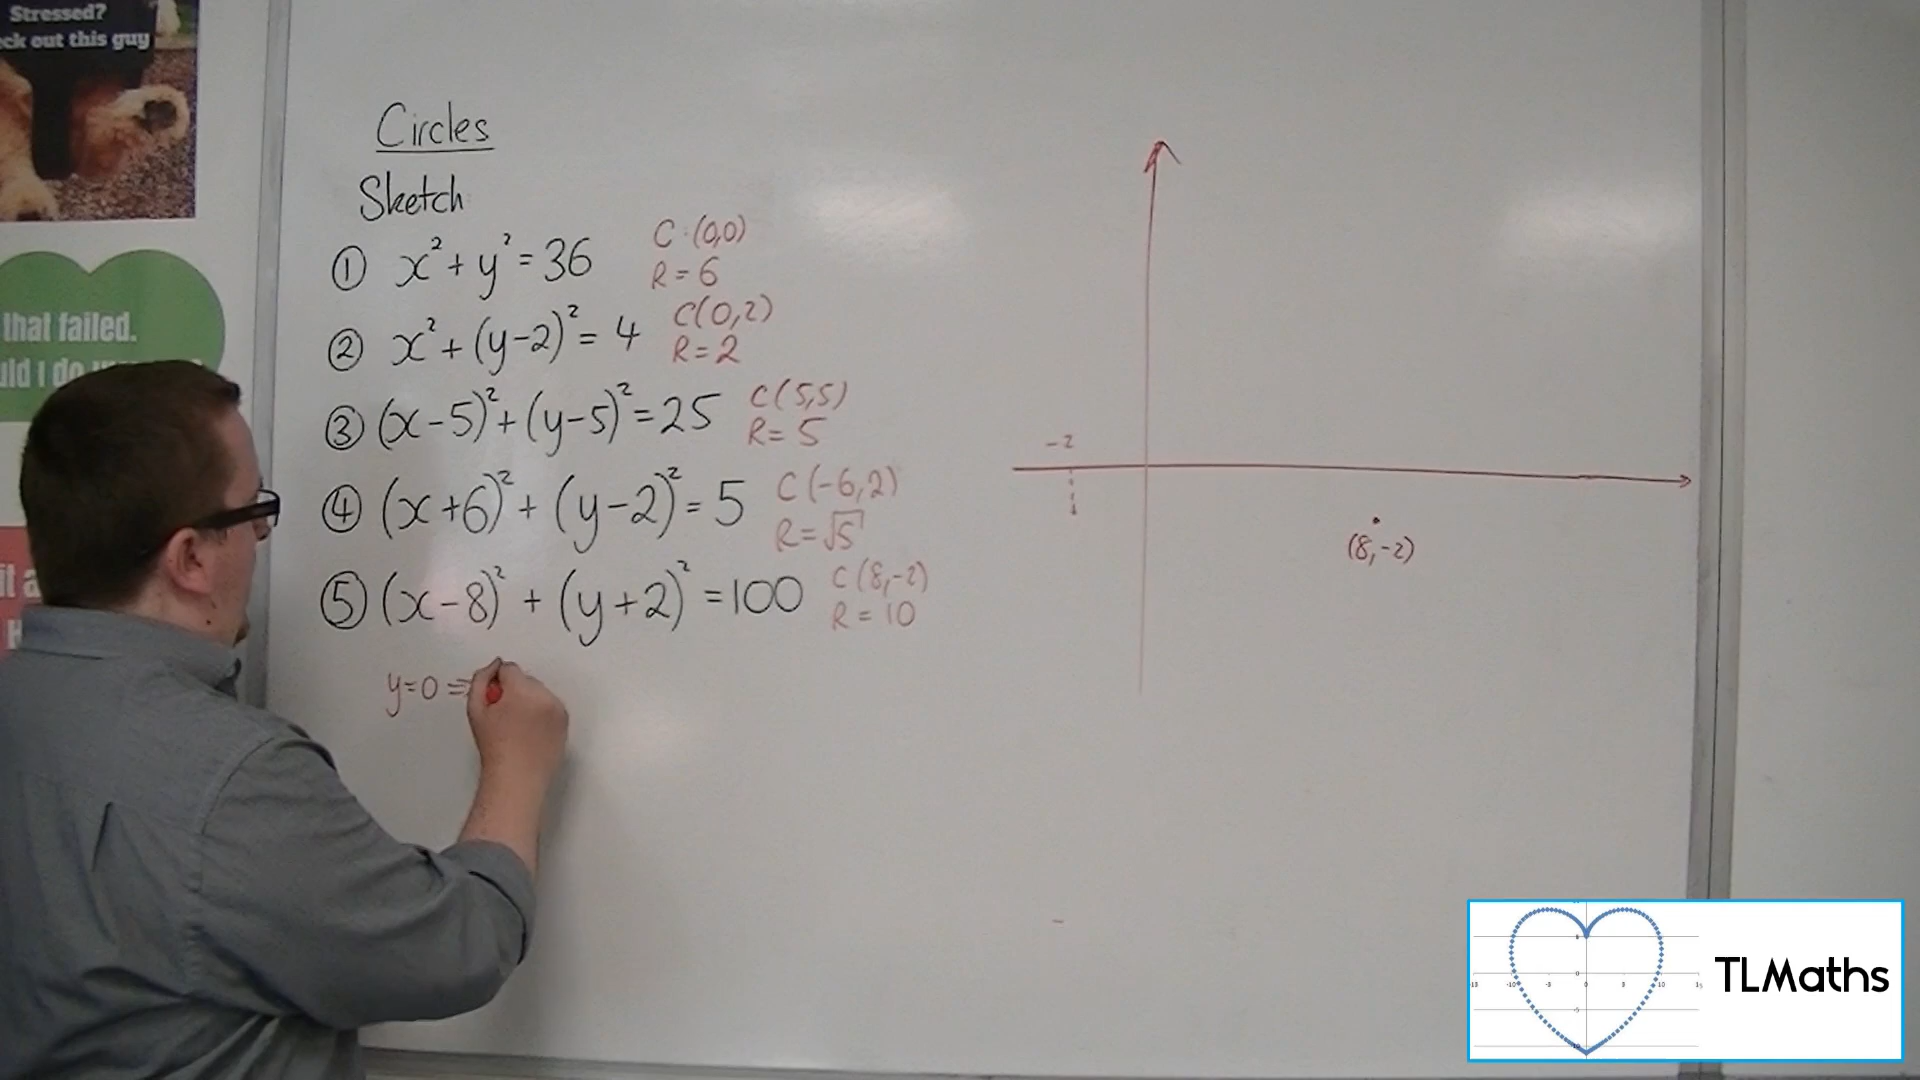 Stressed?
ck out this guy
that failed.
uld I do
Circles
Sketch
① x² + y² = 36
C (0,0)
R = 6
② x² + (y-2)² = 4
C(0,2)
R = 2
③ (x-5)² + (y-5)² = 25
C(5,5)
R = 5
④ (x+6)² + (y-2)² = 5
C(-6,2)
R = √5
⑤ (x-8)² + (y+2)² = 100
C(8,-2)
R = 10
y=0 ⇒
-2
(8,-2)
TLMaths